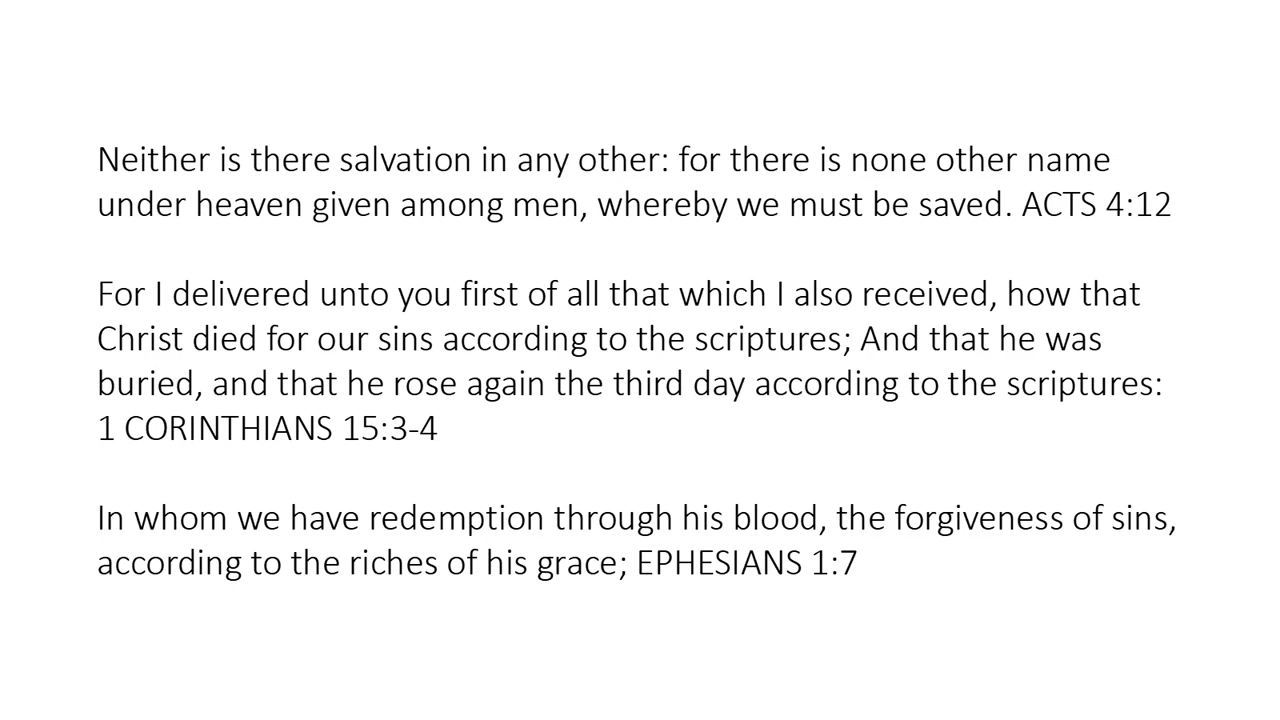 Neither is there salvation in any other: for there is none other name
under heaven given among men, whereby we must be saved. ACTS 4:12
For I delivered unto you first of all that which I also received, how that
Christ died for our sins according to the scriptures; And that he was
buried, and that he rose again the third day according to the scriptures:
1 CORINTHIANS 15:3-4
In whom we have redemption through his blood, the forgiveness of sins,
according to the riches of his grace; EPHESIANS 1:7